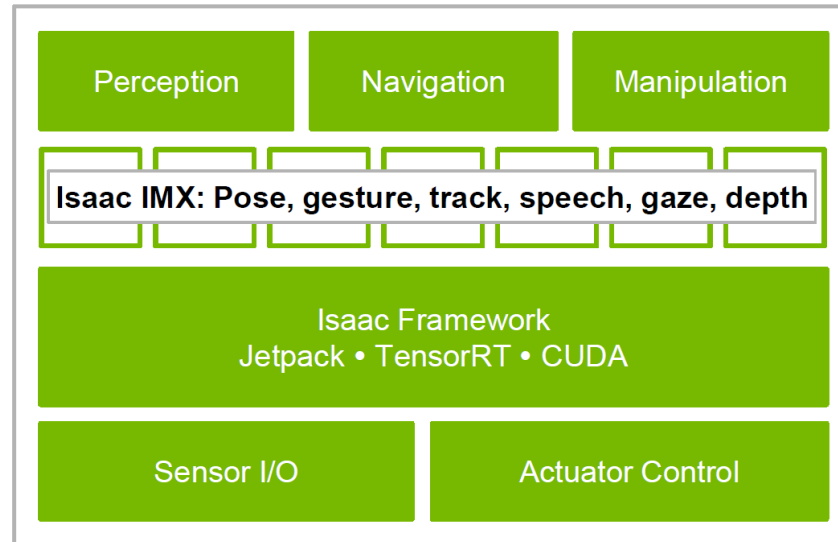 Perception
Navigation
Manipulation
Isaac IMX: Pose, gesture, track, speech, gaze, depth
Isaac Framework
Jetpack • TensorRT • CUDA
Sensor I/O
Actuator Control